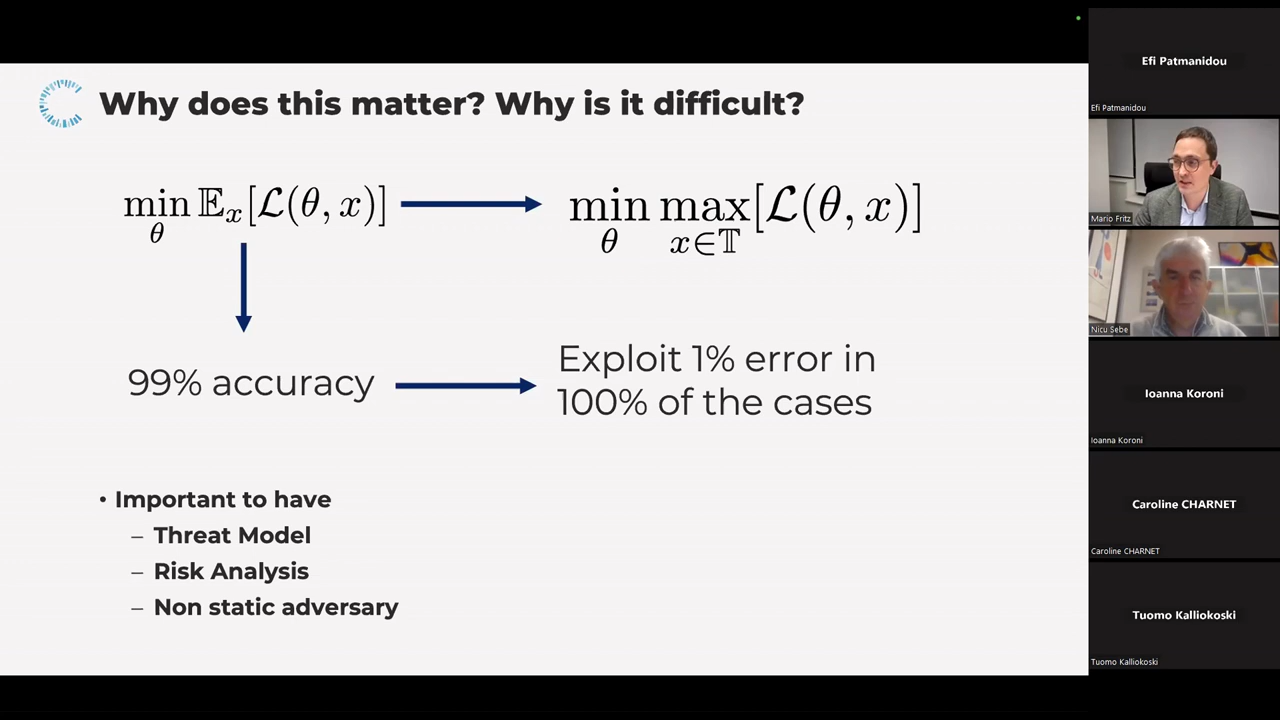 Why does this matter? Why is it difficult?
min_θ 𝔼_x[ℒ(θ, x)]
min_θ max_{x∈𝕋}[ℒ(θ, x)]
99% accuracy
Exploit 1% error in
100% of the cases
• Important to have
– Threat Model
– Risk Analysis
– Non static adversary
Efi Patmanidou
Efi Patmanidou
Mario Fritz
Nicu Sebe
Ioanna Koroni
Ioanna Koroni
Caroline CHARNET
Caroline CHARNET
Tuomo Kalliokoski
Tuomo Kalliokoski